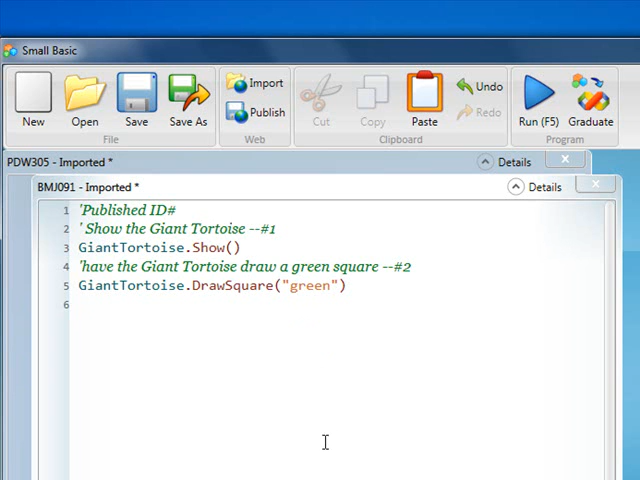 Small Basic
New
Open
Save
Save As
Import
Publish
Cut
Copy
Paste
Undo
Redo
Run (F5)
Graduate
File
Web
Clipboard
Program
PDW305 - Imported *
Details
x
BMJ091 - Imported *
Details
x
1 'Published ID#
2 ' Show the Giant Tortoise --#1
3 GiantTortoise.Show()
4 'have the Giant Tortoise draw a green square --#2
5 GiantTortoise.DrawSquare("green")
6